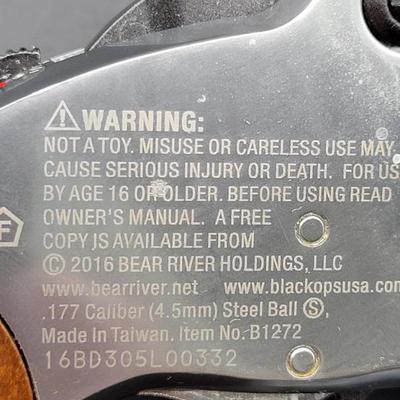 ⚠WARNING:
NOT A TOY. MISUSE OR CARELESS USE MAY
CAUSE SERIOUS INJURY OR DEATH. FOR US
BY AGE 16 OR OLDER. BEFORE USING READ
OWNER'S MANUAL. A FREE
F
COPY IS AVAILABLE FROM
© 2016 BEAR RIVER HOLDINGS, LLC
www.bearriver.net www.blackopsusa.com
.177 Caliber (4.5mm) Steel Ball Ⓢ,
Made In Taiwan. Item No. B1272
16BD305L00332